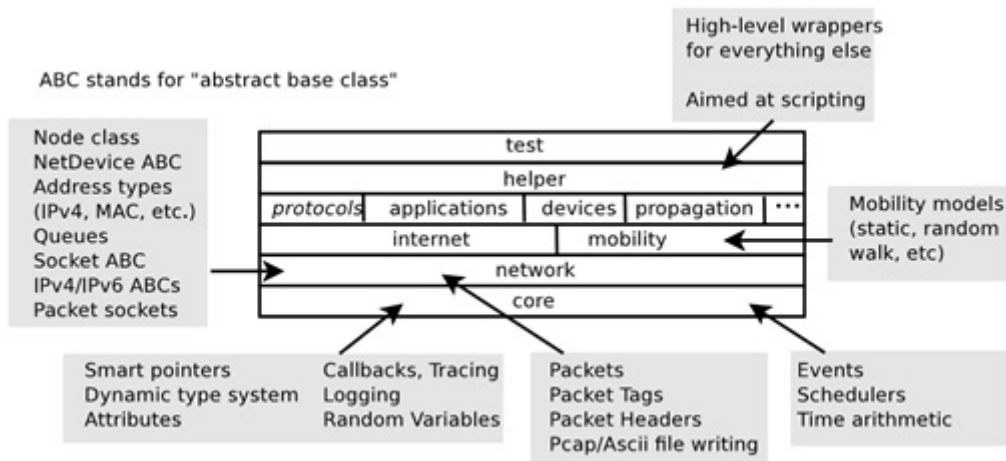 High-level wrappers
for everything else
Aimed at scripting
ABC stands for "abstract base class"
Node class
NetDevice ABC
Address types
(IPv4, MAC, etc.)
Queues
Socket ABC
IPv4/IPv6 ABCs
Packet sockets
test
helper
protocols applications devices propagation ...
internet mobility
network
core
Mobility models
(static, random
walk, etc)
Smart pointers
Dynamic type system
Attributes
Callbacks, Tracing
Logging
Random Variables
Packets
Packet Tags
Packet Headers
Pcap/Ascii file writing
Events
Schedulers
Time arithmetic